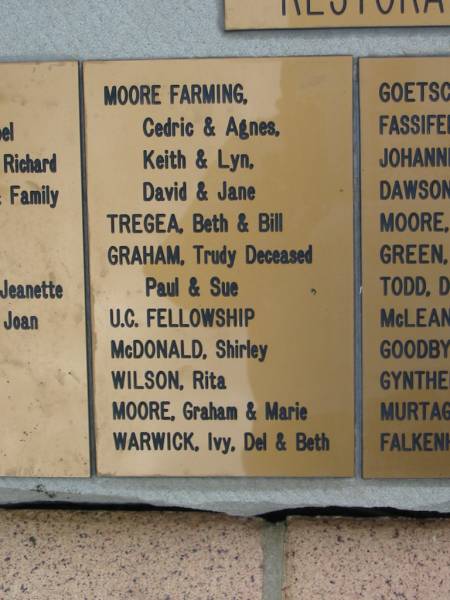 RESTORA
bel
Richard
Family
Jeanette
Joan
MOORE FARMING,
Cedric & Agnes,
Keith & Lyn,
David & Jane
TREGEA, Beth & Bill
GRAHAM, Trudy Deceased
Paul & Sue
U.C. FELLOWSHIP
McDONALD, Shirley
WILSON, Rita
MOORE, Graham & Marie
WARWICK, Ivy, Del & Beth
GOETSC
FASSIFE
JOHANN
DAWSON
MOORE,
GREEN,
TODD, D
McLEAN
GOODBY
GYNTHE
MURTAG
FALKENH